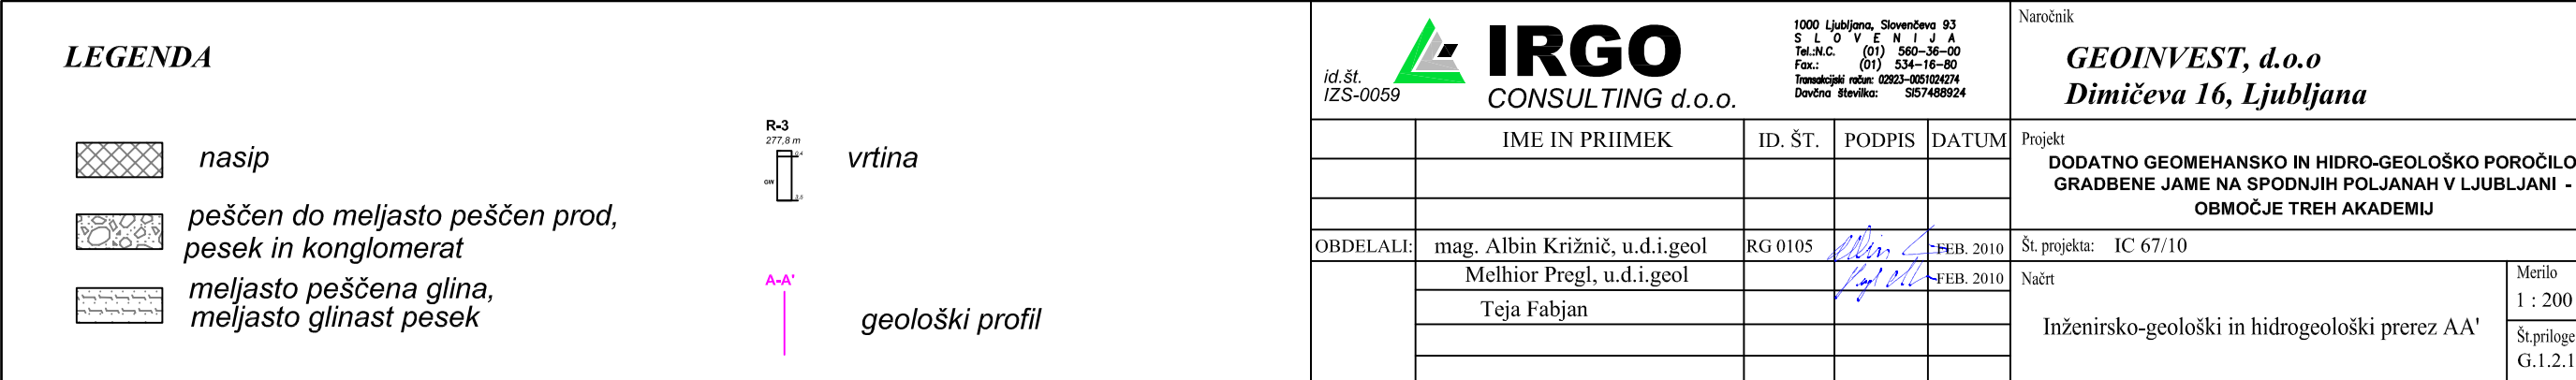 LEGENDA
nasip
peščen do meljasto peščen prod,
pesek in konglomerat
meljasto peščena glina,
meljasto glinast pesek
R-3
277,8 m
0,4
GW
vrtina
A-A'
geološki profil
id.št.
IZS-0059
IRGO
CONSULTING d.o.o.
1000 Ljubljana, Slovenčeva 93
S L O V E N I J A
Tel.:N.C. (01) 560-36-00
Fax.: (01) 534-16-80
Transakcijski račun: 02923-0051024274
Davčna številka: SI57488924
Naročnik
GEOINVEST, d.o.o
Dimičeva 16, Ljubljana
IME IN PRIIMEK ID. ŠT. PODPIS DATUM
OBDELALI: mag. Albin Križnič, u.d.i.geol RG 0105 FEB. 2010
Melhior Pregl, u.d.i.geol FEB. 2010
Teja Fabjan
Projekt
DODATNO GEOMEHANSKO IN HIDRO-GEOLOŠKO POROČILO
GRADBENE JAME NA SPODNJIH POLJANAH V LJUBLJANI -
OBMOČJE TREH AKADEMIJ
Št. projekta: IC 67/10
Načrt
Inženirsko-geološki in hidrogeološki prerez AA'
Merilo
1 : 200
Št.priloge
G.1.2.1